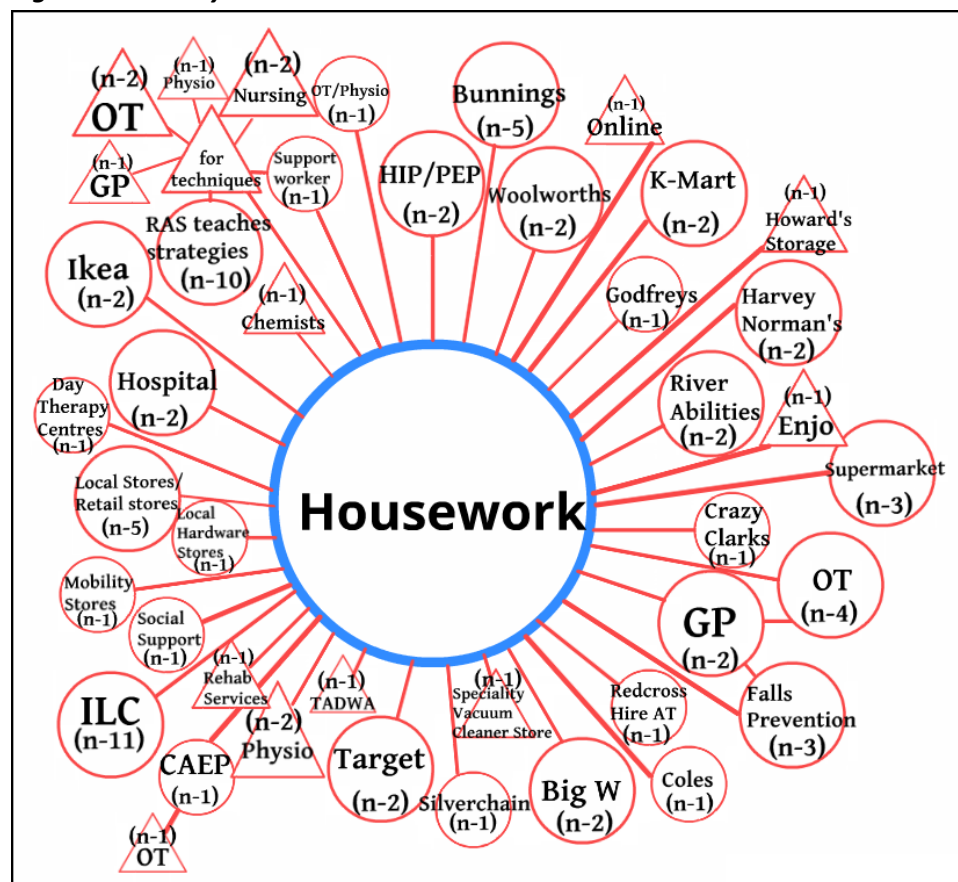 (n-2)
OT
(n-1)
Physio
(n-2)
Nursing
OT/Physio
(n-1)
(n-1)
GP
for
techniques
Support
worker
(n-1)
RAS teaches
strategies
(n-10)
HIP/PEP
(n-2)
Bunnings
(n-5)
Woolworths
(n-2)
(n-1)
Online
K-Mart
(n-2)
(n-1)
Howard's
Storage
Ikea
(n-2)
(n-1)
Chemists
Godfreys
(n-1)
Harvey
Norman's
(n-2)
Hospital
(n-2)
Day
Therapy
Centres
(n-1)
River
Abilities
(n-2)
(n-1)
Enjo
Supermarket
(n-3)
Local Stores/
Retail stores
(n-5)
Local
Hardware
Stores
(n-1)
Housework
Crazy
Clarks
(n-1)
OT
(n-4)
Mobility
Stores
(n-1)
Social
Support
(n-1)
GP
(n-2)
(n-1)
Rehab
Services
(n-1)
TADWA
(n-1)
Speciality
Vacuum
Cleaner Store
Redcross
Hire AT
(n-1)
Falls
Prevention
(n-3)
ILC
(n-11)
(n-2)
Physio
CAEP
(n-1)
Target
(n-2)
Silverchain
(n-1)
Big W
(n-2)
Coles
(n-1)
(n-1)
OT